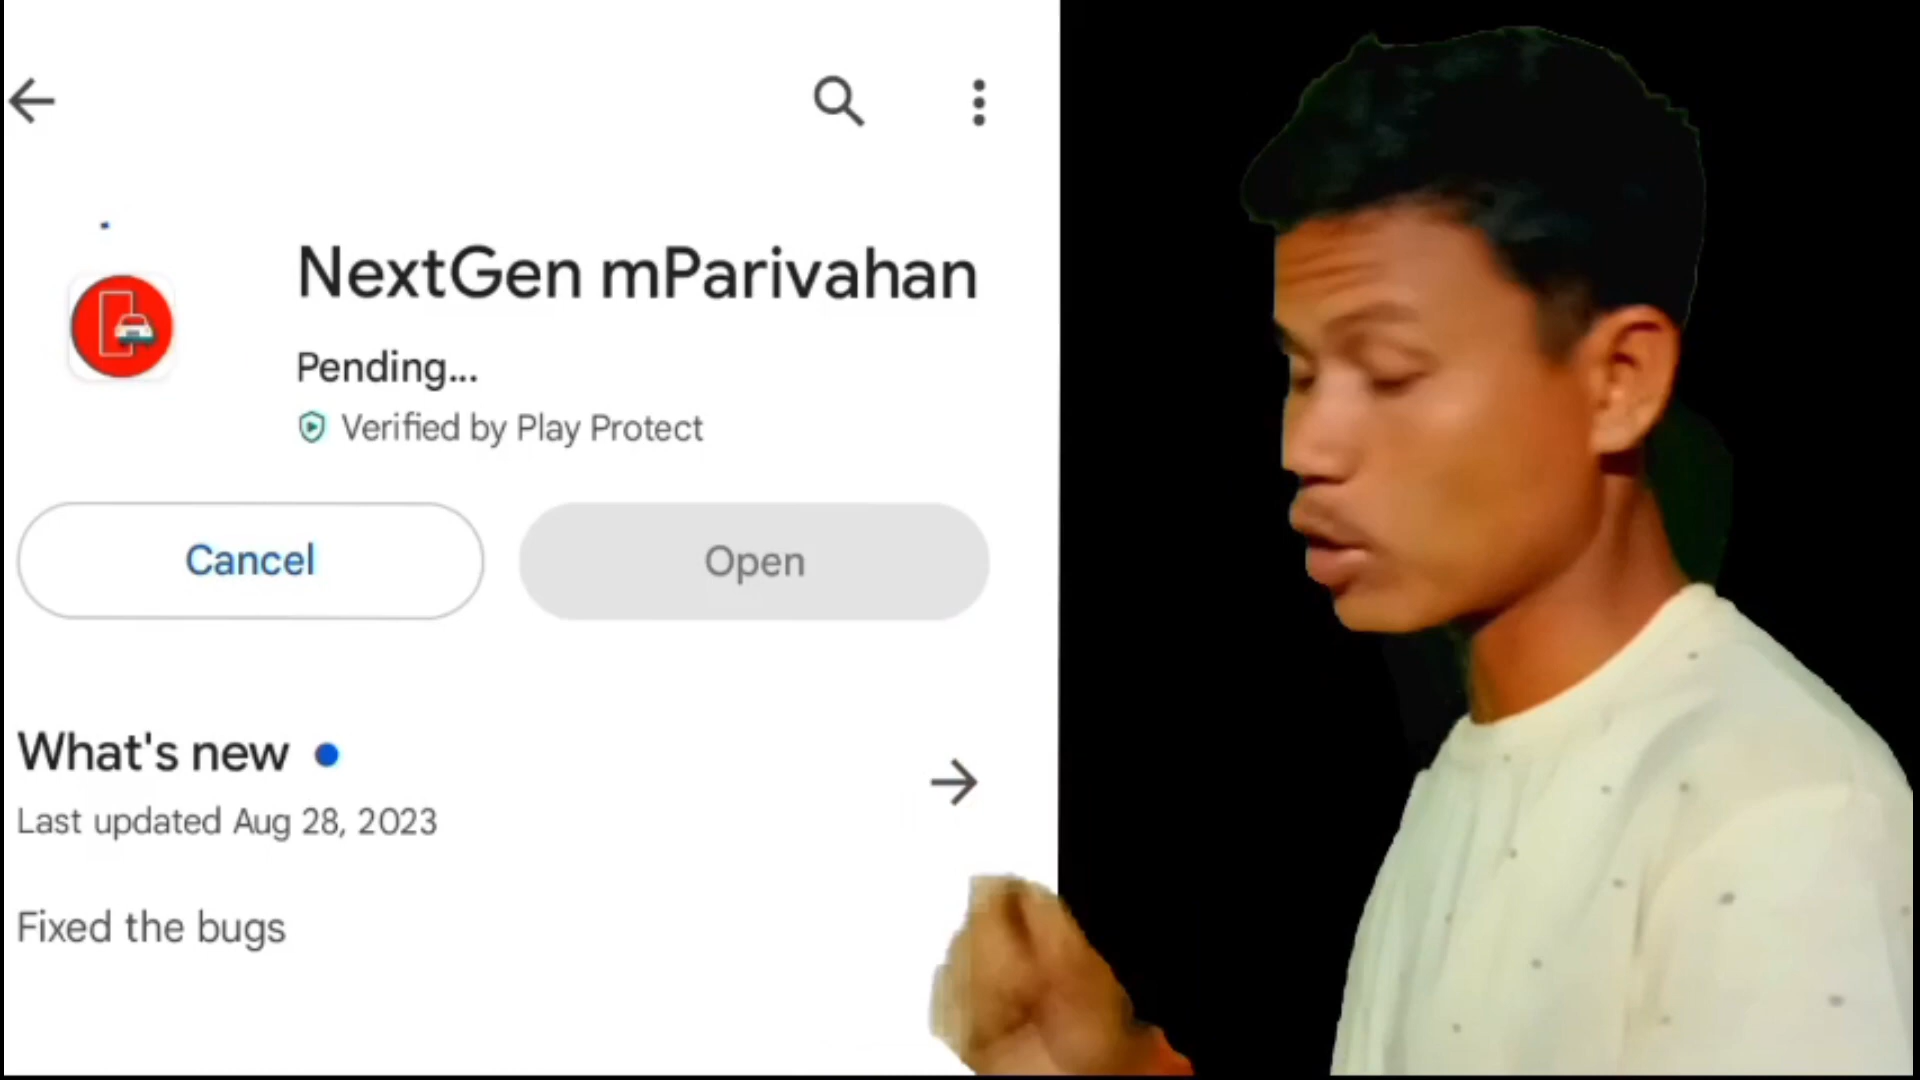 NextGen mParivahan
Pending...
Verified by Play Protect
Cancel
Open
What's new
Last updated Aug 28, 2023
Fixed the bugs